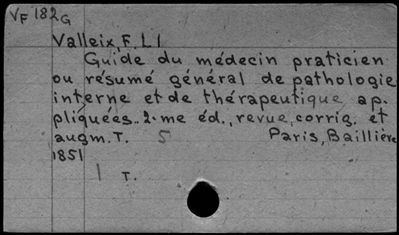 VF 182G
Valleix, F. L I.
Guide du médecin praticien
ou résumé général de pathologie
interne et de thérapeutique ap-
pliquées.. 2.me éd., revue, corrig. et
augm. T. 5 Paris, Baillière
1851
1 T.